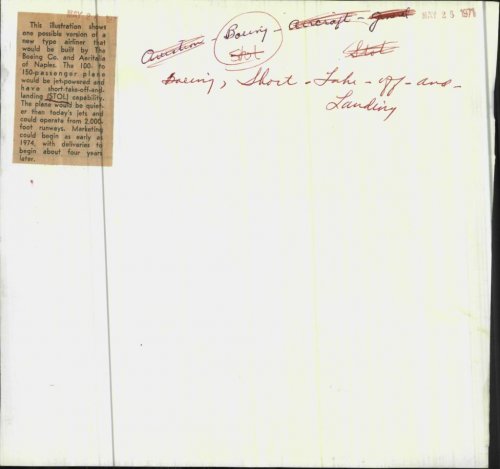 MAY 25 1971
Aviation - Boeing - Aircraft -
Stol Stol
Boeing, Short - Take - off - and -
Landing
This illustration shows
one possible version of a
new type airliner that
would be built by The
Boeing Co. and Aeritalia
of Naples. The 100- to
150-passenger plane
would be jet-powered and
have short-take-off-and-
landing (STOL) capability.
The plane would be quiet-
er than today's jets and
could operate from 2,000-
foot runways. Marketing
could begin as early as
1974, with deliveries to
begin about four years
later.